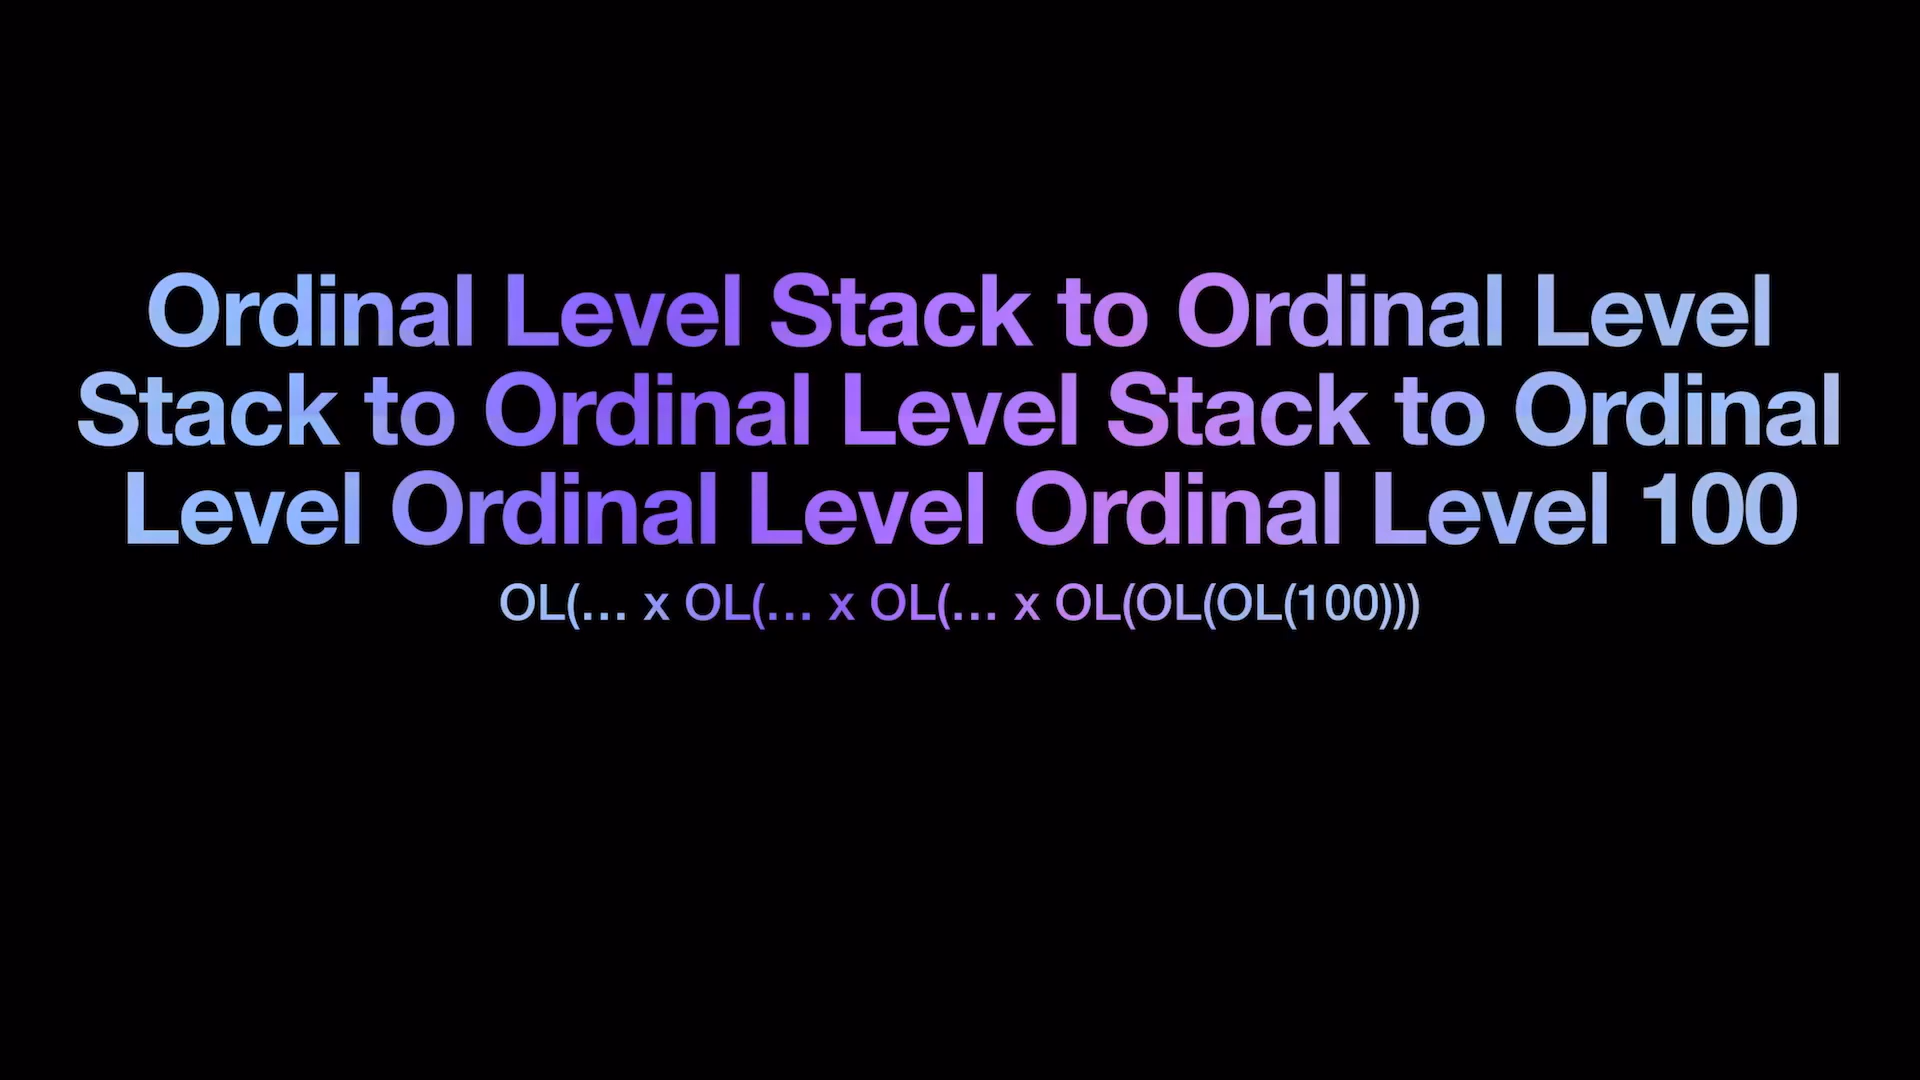 Ordinal Level Stack to Ordinal Level
Stack to Ordinal Level Stack to Ordinal
Level Ordinal Level Ordinal Level 100
OL(... x OL(... x OL(... x OL(OL(OL(100)))